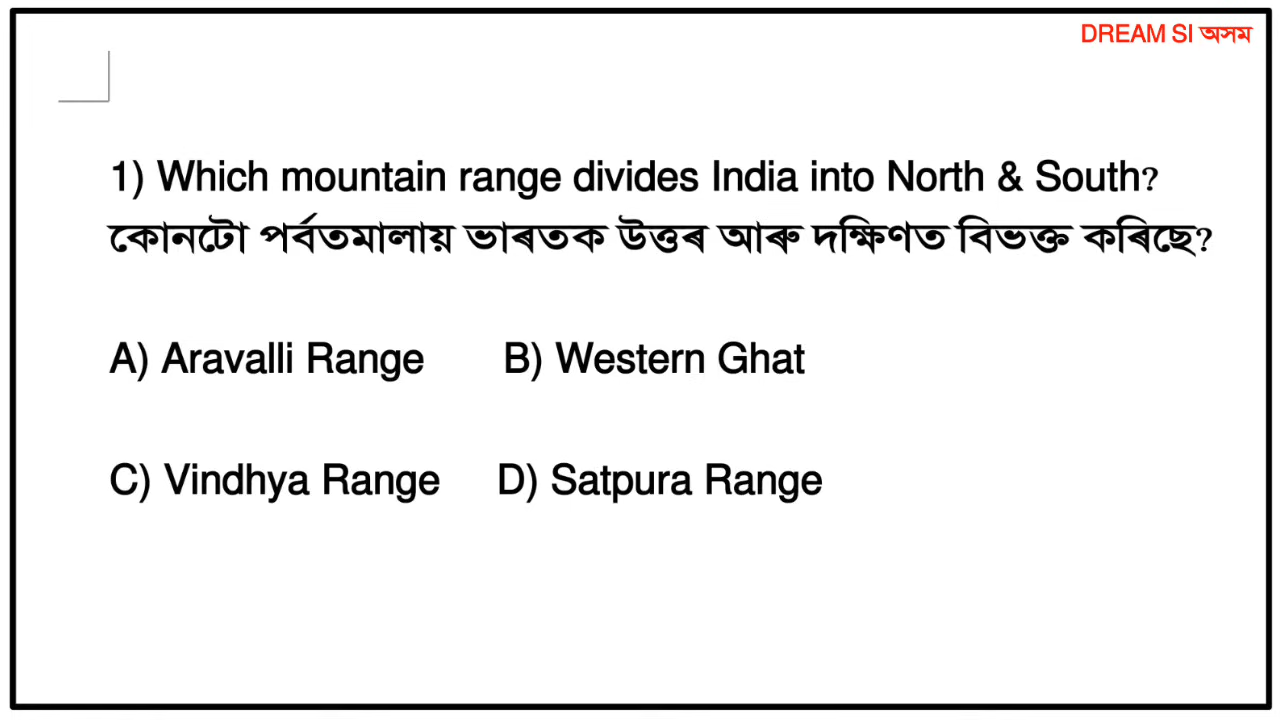 DREAM SI অসম
1) Which mountain range divides India into North & South?
কোনটো পৰ্বতমালায় ভাৰতক উত্তৰ আৰু দক্ষিণত বিভক্ত কৰিছে?
A) Aravalli Range B) Western Ghat
C) Vindhya Range D) Satpura Range